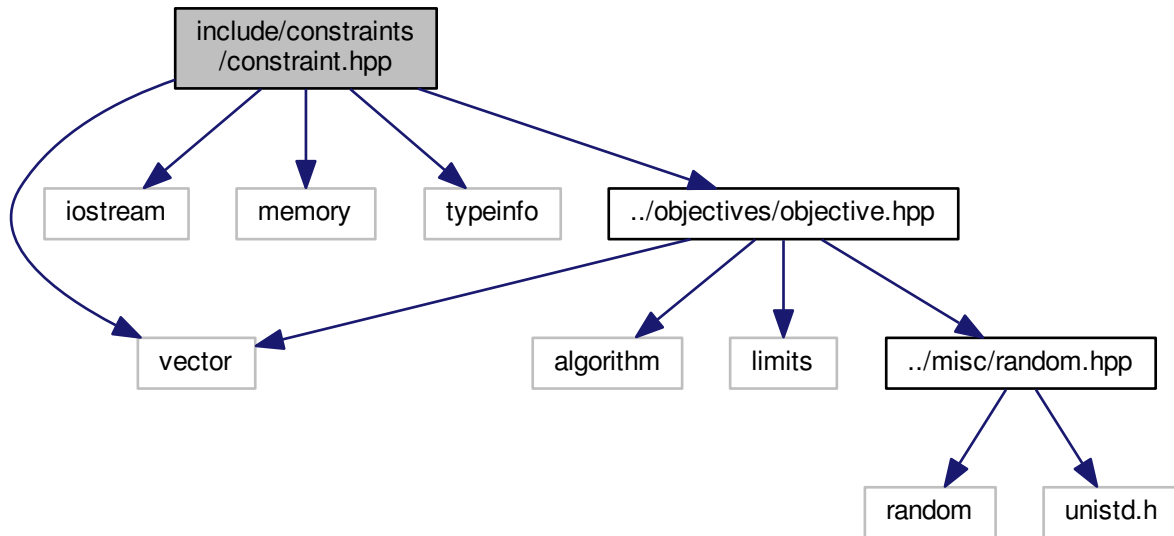 include/constraints
/constraint.hpp
iostream
memory
typeinfo
../objectives/objective.hpp
vector
algorithm
limits
../misc/random.hpp
random
unistd.h